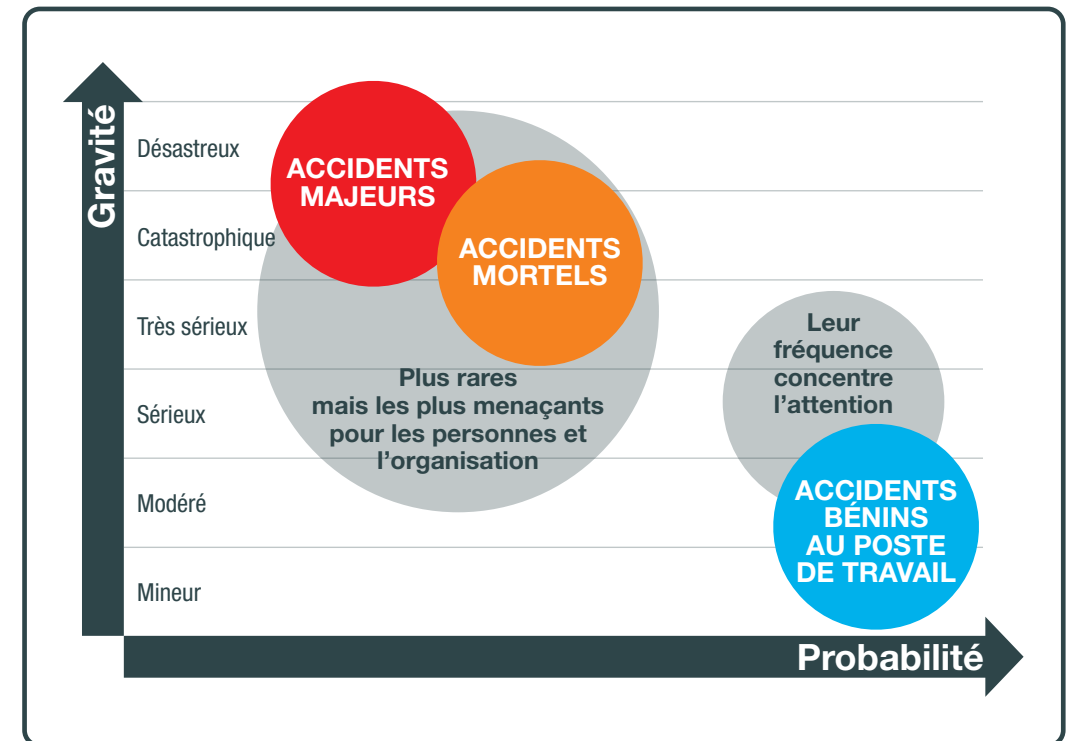 Gravité
Désastreux
Catastrophique
Très sérieux
Sérieux
Modéré
Mineur
ACCIDENTS
MAJEURS
ACCIDENTS
MORTELS
Plus rares
mais les plus menaçants
pour les personnes et
l’organisation
Leur
fréquence
concentre
l’attention
ACCIDENTS
BÉNINS
AU POSTE
DE TRAVAIL
Probabilité